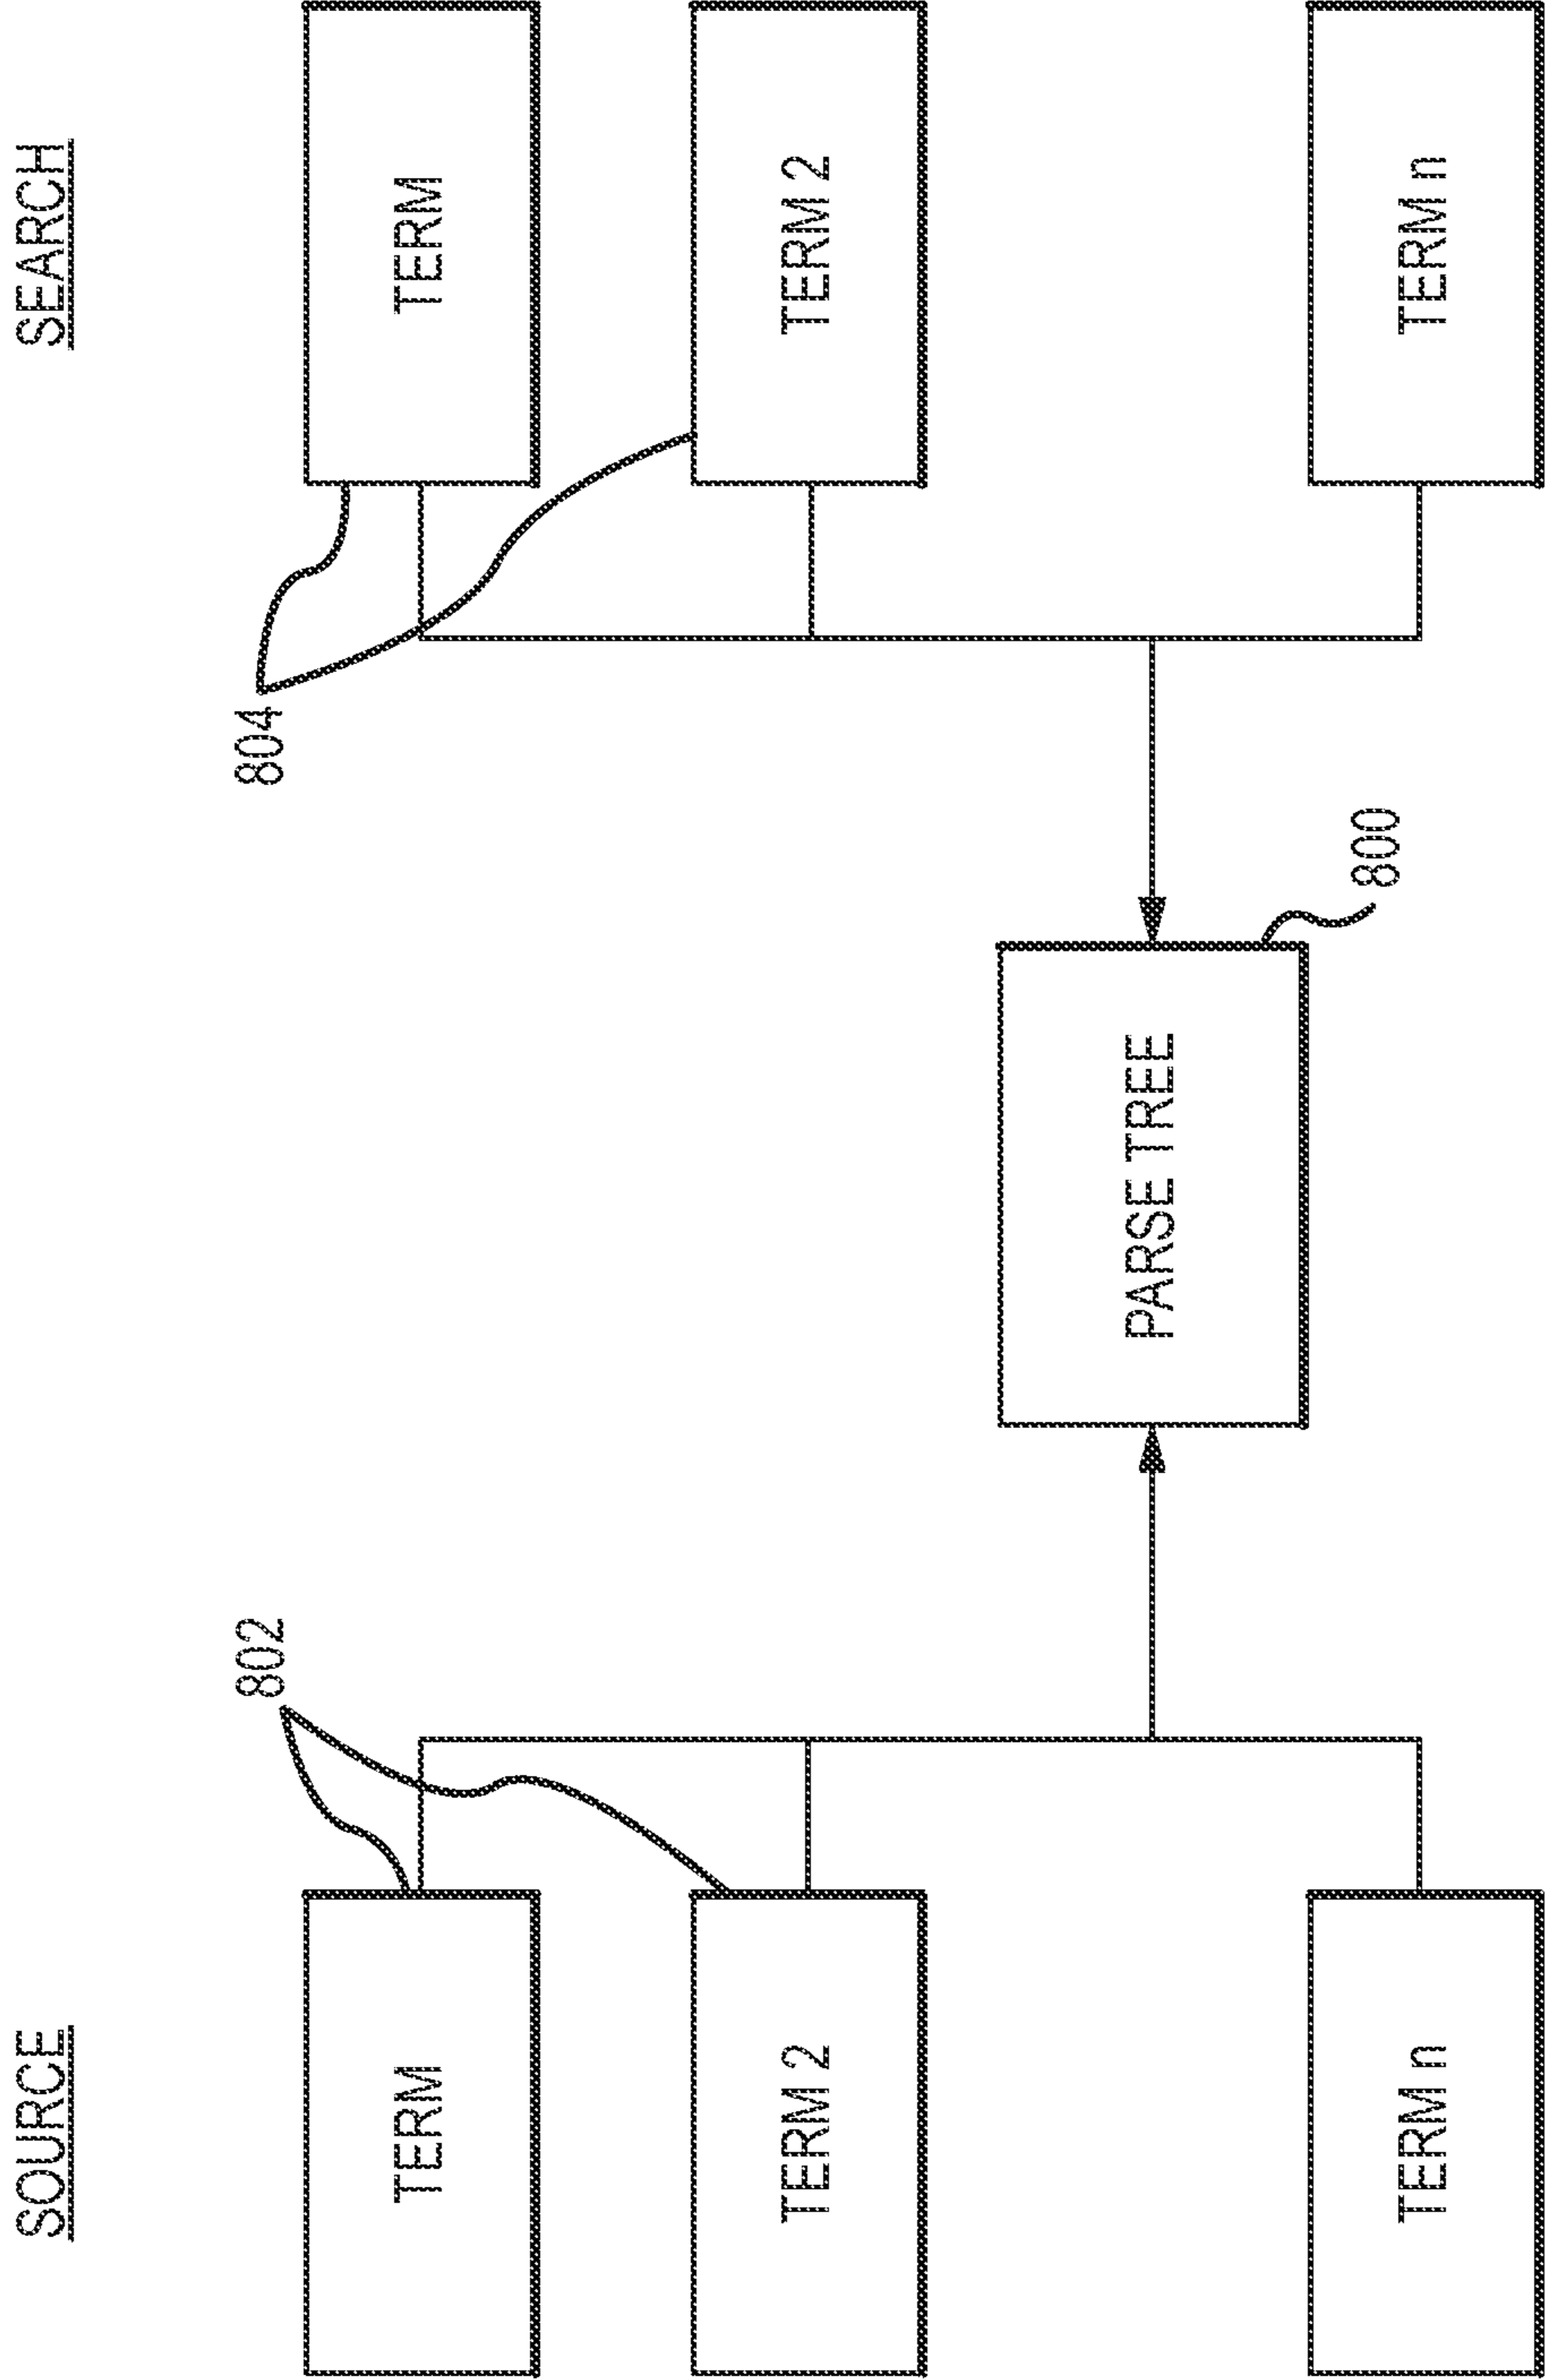 SOURCE
SEARCH
802
804
TERM
TERM
TERM 2
TERM 2
PARSE TREE
800
TERM n
TERM n